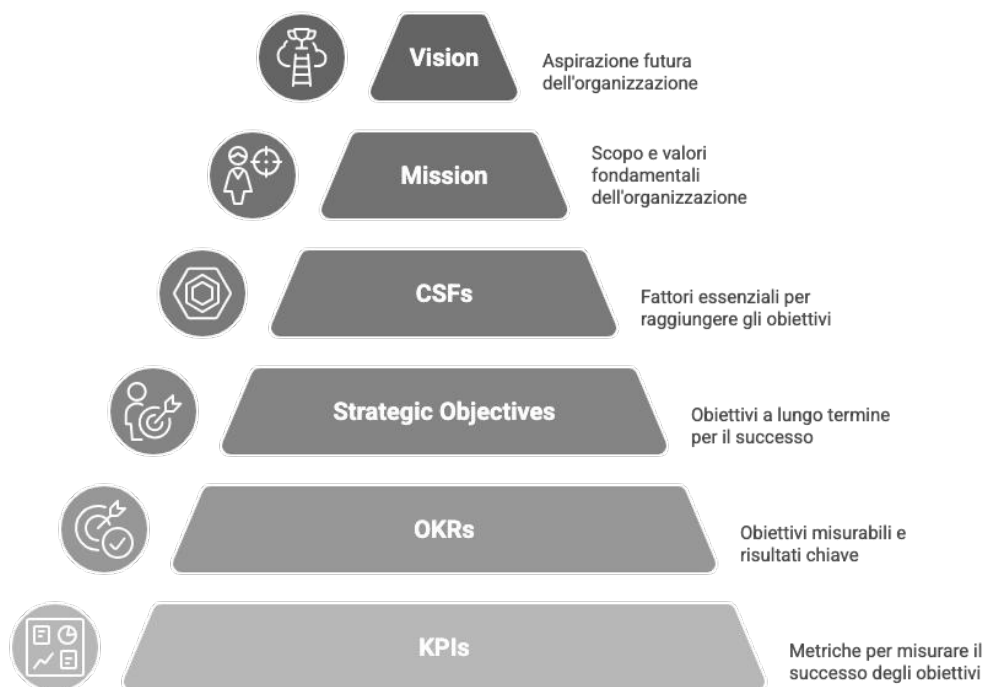 Vision
Aspirazione futura
dell'organizzazione
Mission
Scopo e valori
fondamentali
dell'organizzazione
CSFs
Fattori essenziali per
raggiungere gli obiettivi
Strategic Objectives
Obiettivi a lungo termine
per il successo
OKRs
Obiettivi misurabili e
risultati chiave
KPIs
Metriche per misurare il
successo degli obiettivi